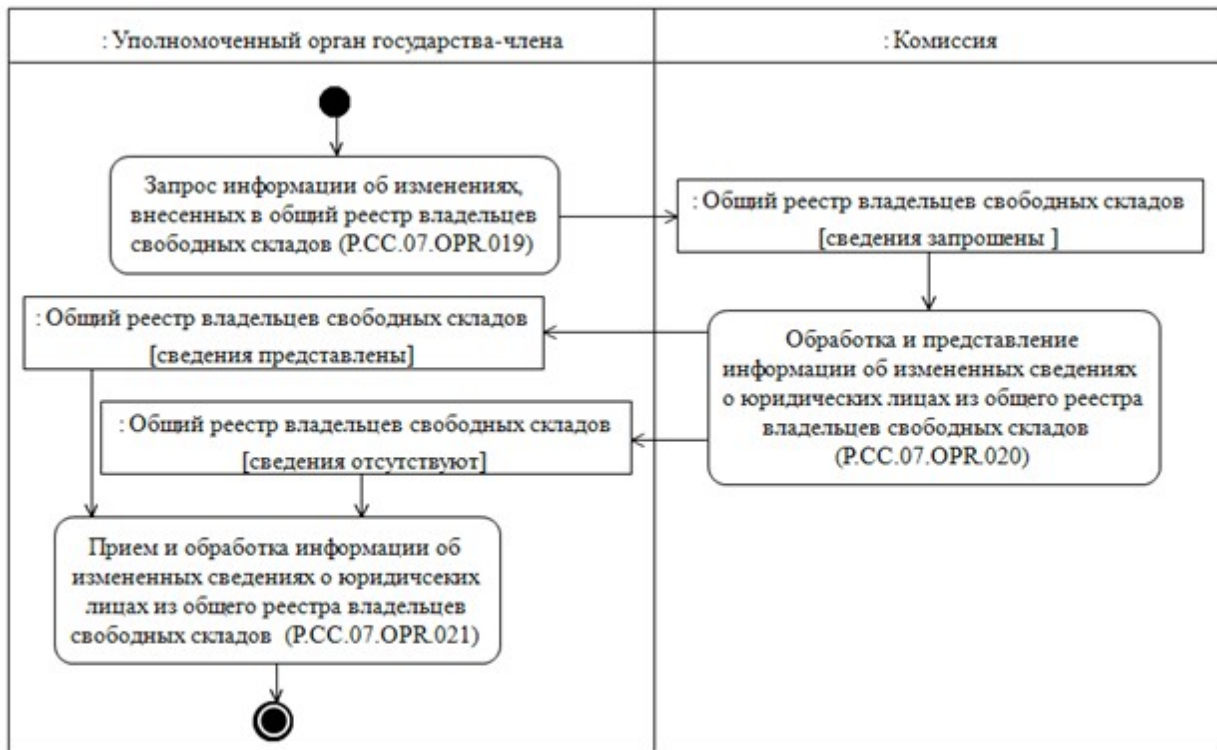 : Уполномоченный орган государства-члена
: Комиссия
Запрос информации об изменениях,
внесенных в общий реестр владельцев
свободных складов (P.CC.07.OPR.019)
: Общий реестр владельцев свободных складов
[сведения запрошены ]
: Общий реестр владельцев свободных складов
[сведения представлены]
Обработка и представление
информации об измененных сведениях
о юридических лицах из общего реестра
владельцев свободных складов
(P.CC.07.OPR.020)
: Общий реестр владельцев свободных складов
[сведения отсутствуют]
Прием и обработка информации об
измененных сведениях о юридичсеких
лицах из общего реестра владельцев
свободных складов (P.CC.07.OPR.021)